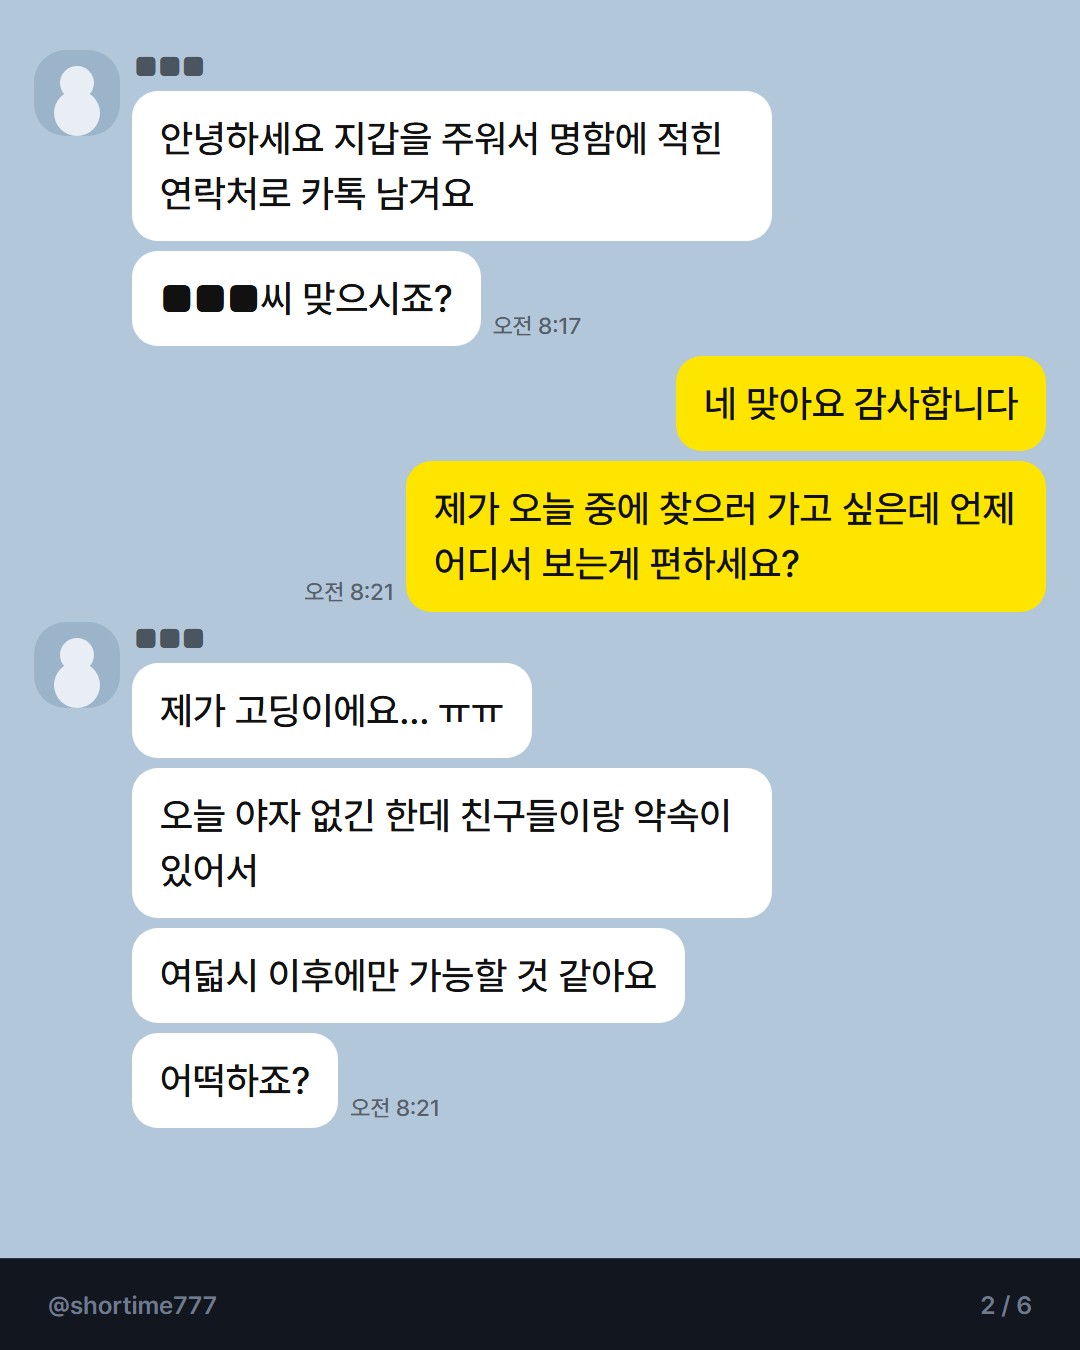 ■■■
안녕하세요 지갑을 주워서 명함에 적힌
연락처로 카톡 남겨요
■■■씨 맞으시죠?
오전 8:17
네 맞아요 감사합니다
제가 오늘 중에 찾으러 가고 싶은데 언제
어디서 보는게 편하세요?
오전 8:21
■■■
제가 고딩이에요... ㅠㅠ
오늘 야자 없긴 한데 친구들이랑 약속이
있어서
여덟시 이후에만 가능할 것 같아요
어떡하죠?
오전 8:21
@shortime777
2 / 6